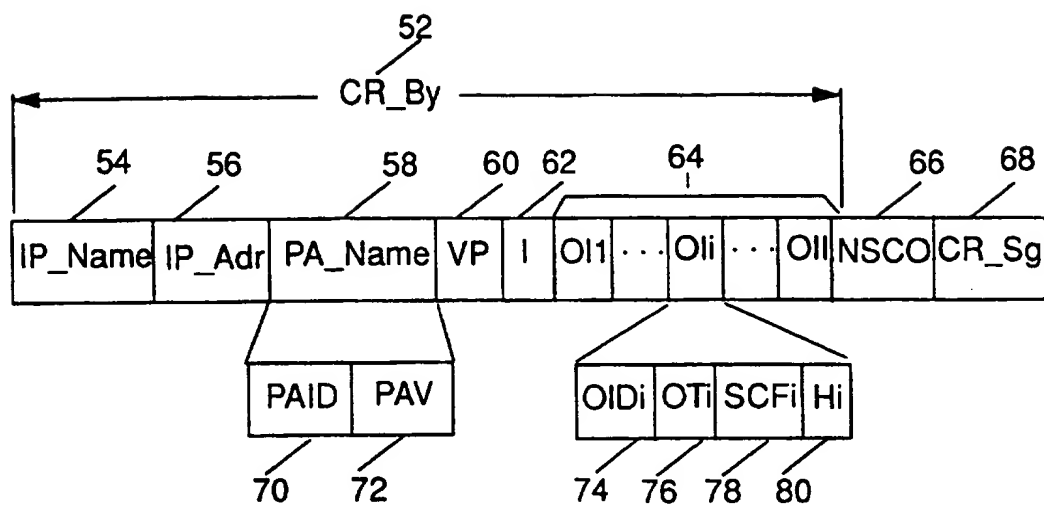 52
CR_By
54 56 58 60 62 64 66 68
IP_Name IP_Adr PA_Name VP I OI1 ··· OIi ··· OII NSCO CR_Sg
PAID PAV OIDi OTi SCFi Hi
70 72 74 76 78 80